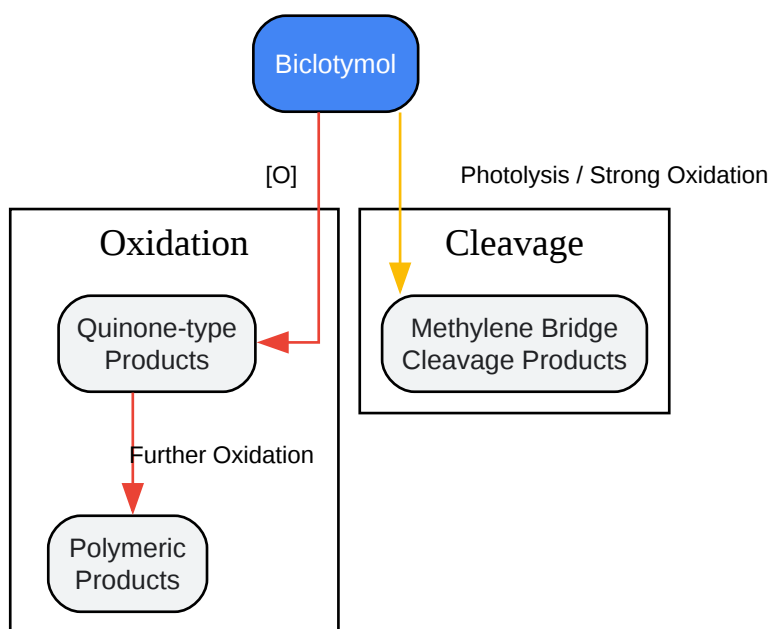 Biclotymol
[O]
Photolysis / Strong Oxidation
Oxidation
Cleavage
Quinone-type
Products
Methylene Bridge
Cleavage Products
Further Oxidation
Polymeric
Products